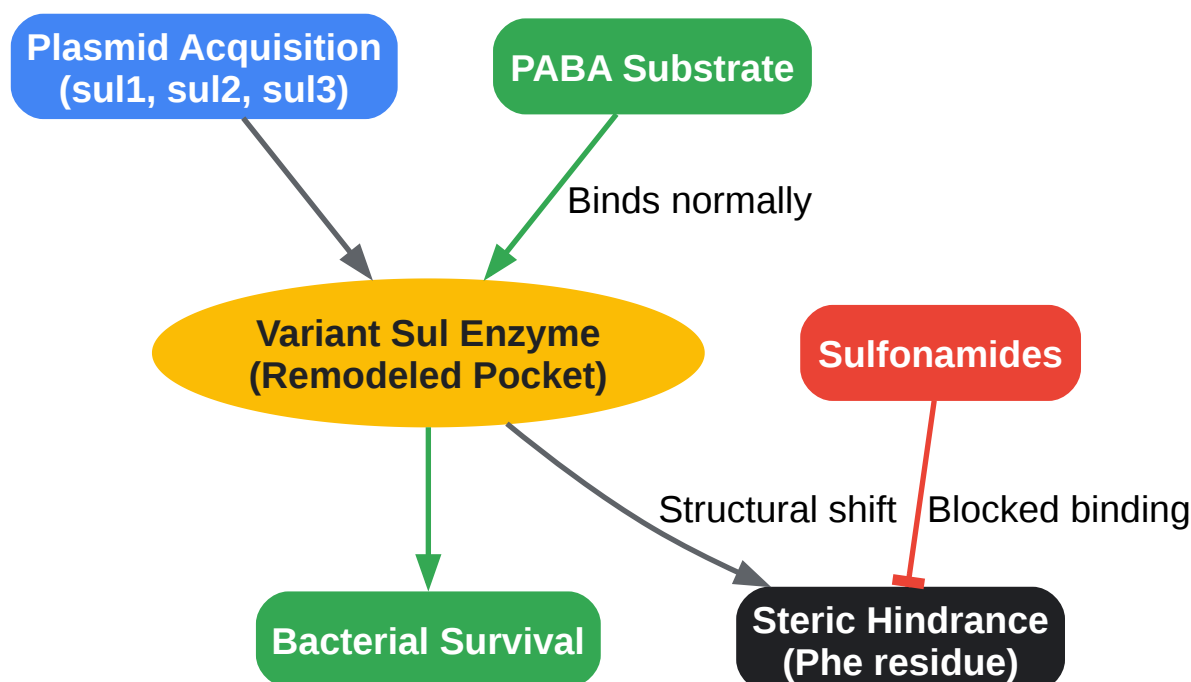 Plasmid Acquisition
(sul1, sul2, sul3)
PABA Substrate
Binds normally
Variant Sul Enzyme
(Remodeled Pocket)
Sulfonamides
Structural shift
Blocked binding
Bacterial Survival
Steric Hindrance
(Phe residue)